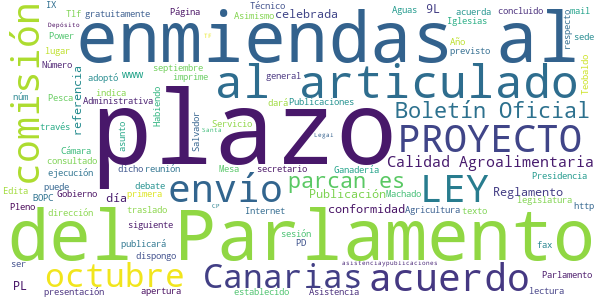 IX Depósito Tlf gratuitamente Página Técnico 9L acuerda concluido mail
Power Asimismo celebrada Aguas Iglesias respecto
lugar enmiendas al Año previsto sede
Número adoptó www septiembre imprime general Teobaldo
núm Pesca indica al articulado
comisión referencia Administrativa Habiendo dará Publicaciones
través plazo Boletín Oficial
Cámara asunto Salvador Servicio PROYECTO
consultado Santa Legal Calidad Agroalimentaria
Edita Mesa Ganadería Presidencia
ejecución dicho reunión secretario parcan es LEY legislatura
puede debate envío Publicación Machado Reglamento
Pleno BOPC Gobierno primera CP Internet conformidad Agricultura texto http
dirección día traslado siguiente
del Parlamento
publicará dispongo sesión PD fax
ser octubre Canarias acuerdo asistenciaypublicaciones Parlamento
PL presentación apertura establecido Asistencia lectura